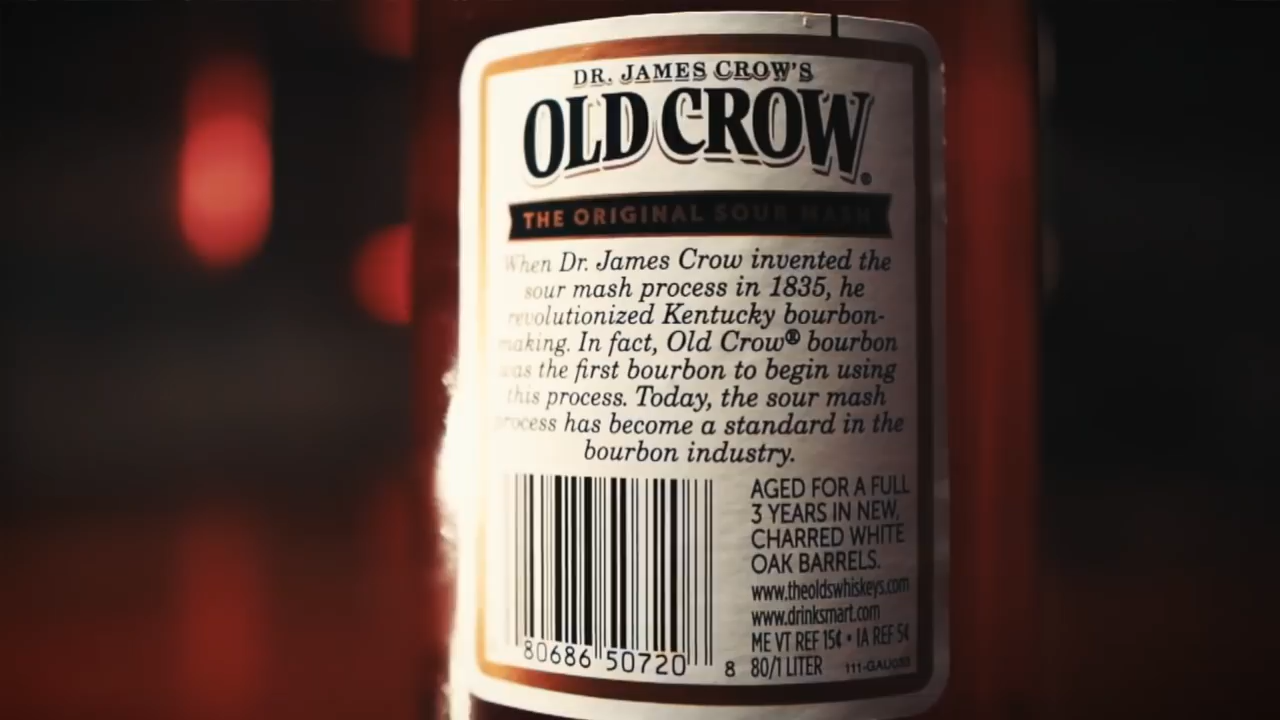 DR. JAMES CROW'S
OLD CROW®
THE ORIGINAL SOUR MASH
When Dr. James Crow invented the
sour mash process in 1835, he
revolutionized Kentucky bourbon-
making. In fact, Old Crow® bourbon
was the first bourbon to begin using
this process. Today, the sour mash
process has become a standard in the
bourbon industry.
AGED FOR A FULL
3 YEARS IN NEW,
CHARRED WHITE
OAK BARRELS.
www.theoldswhiskeys.com
www.drinksmart.com
ME VT REF 15¢ • IA REF 5¢
80/1 LITER
80686 50720 8